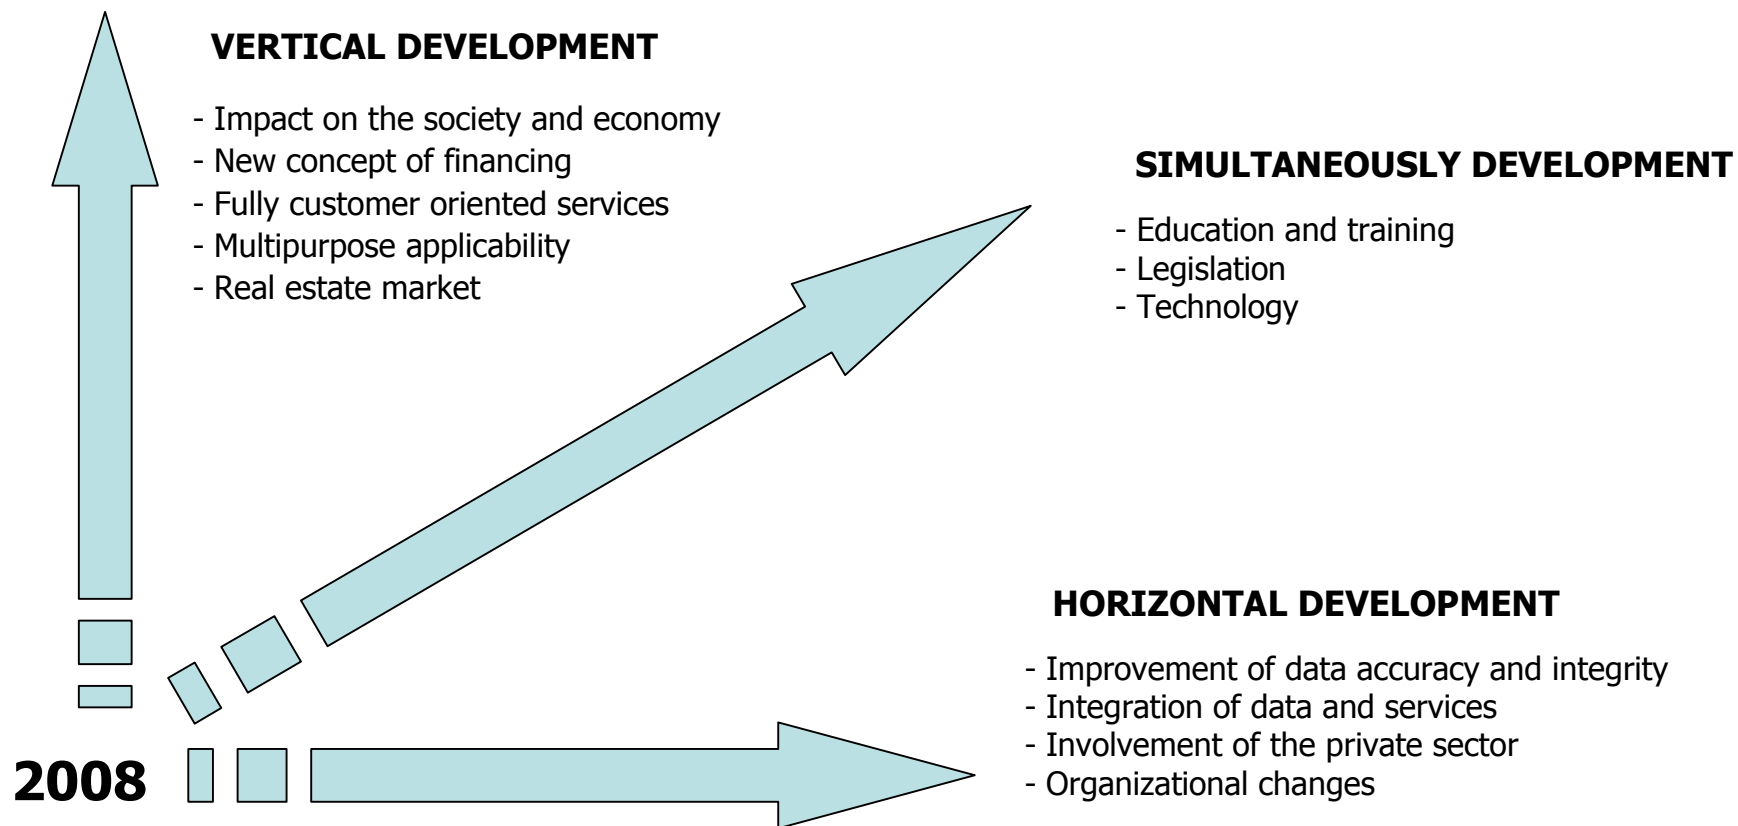 VERTICAL DEVELOPMENT
- Impact on the society and economy
- New concept of financing
- Fully customer oriented services
- Multipurpose applicability
- Real estate market
SIMULTANEOUSLY DEVELOPMENT
- Education and training
- Legislation
- Technology
HORIZONTAL DEVELOPMENT
- Improvement of data accuracy and integrity
- Integration of data and services
- Involvement of the private sector
- Organizational changes
2008